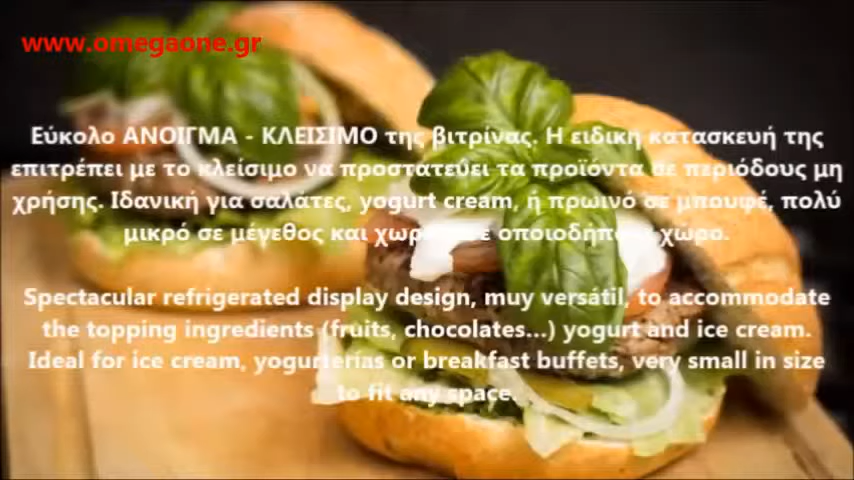 www.omegaone.gr
Εύκολο ΑΝΟΙΓΜΑ - ΚΛΕΙΣΙΜΟ της βιτρίνας. Η ειδική κατασκευή της
επιτρέπει με το κλείσιμο να προστατεύει τα προϊόντα σε περιόδους μη
χρήσης. Ιδανική για σαλάτες, yogurt cream, ή πρωινό σε μπουφέ, πολύ
μικρό σε μέγεθος και χωρά σε οποιοδήποτε χώρο.
Spectacular refrigerated display design, muy versátil, to accommodate
the topping ingredients (fruits, chocolates...) yogurt and ice cream.
Ideal for ice cream, yogurterías or breakfast buffets, very small in size
to fit any space.